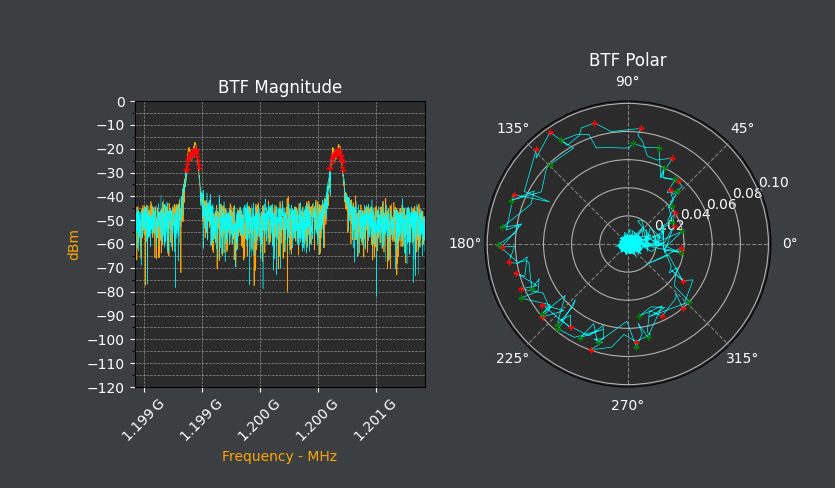 BTF Magnitude
0
−10
−20
−30
−40
−50
−60
−70
−80
−90
−100
−110
−120
dBm
1.199 G
1.199 G
1.200 G
1.200 G
1.201 G
Frequency - MHz
BTF Polar
90°
135°
45°
180°
0°
225°
315°
270°
0.02
0.04
0.06
0.08
0.10